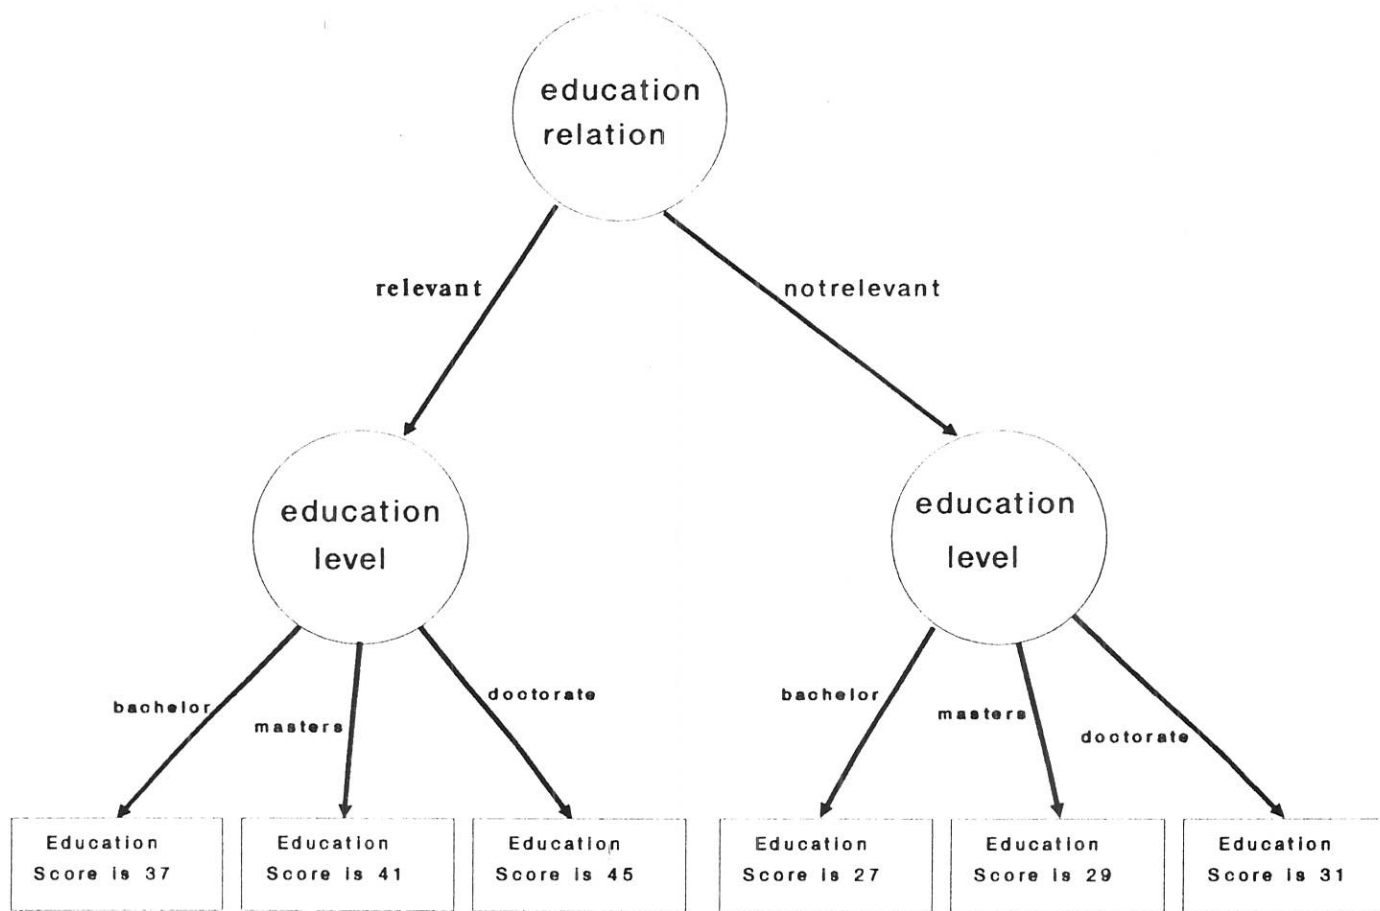 education
relation
relevant
notrelevant
education
level
education
level
bachelor
masters
doctorate
bachelor
masters
doctorate
Education
Score is 37
Education
Score is 41
Education
Score is 45
Education
Score is 27
Education
Score is 29
Education
Score is 31